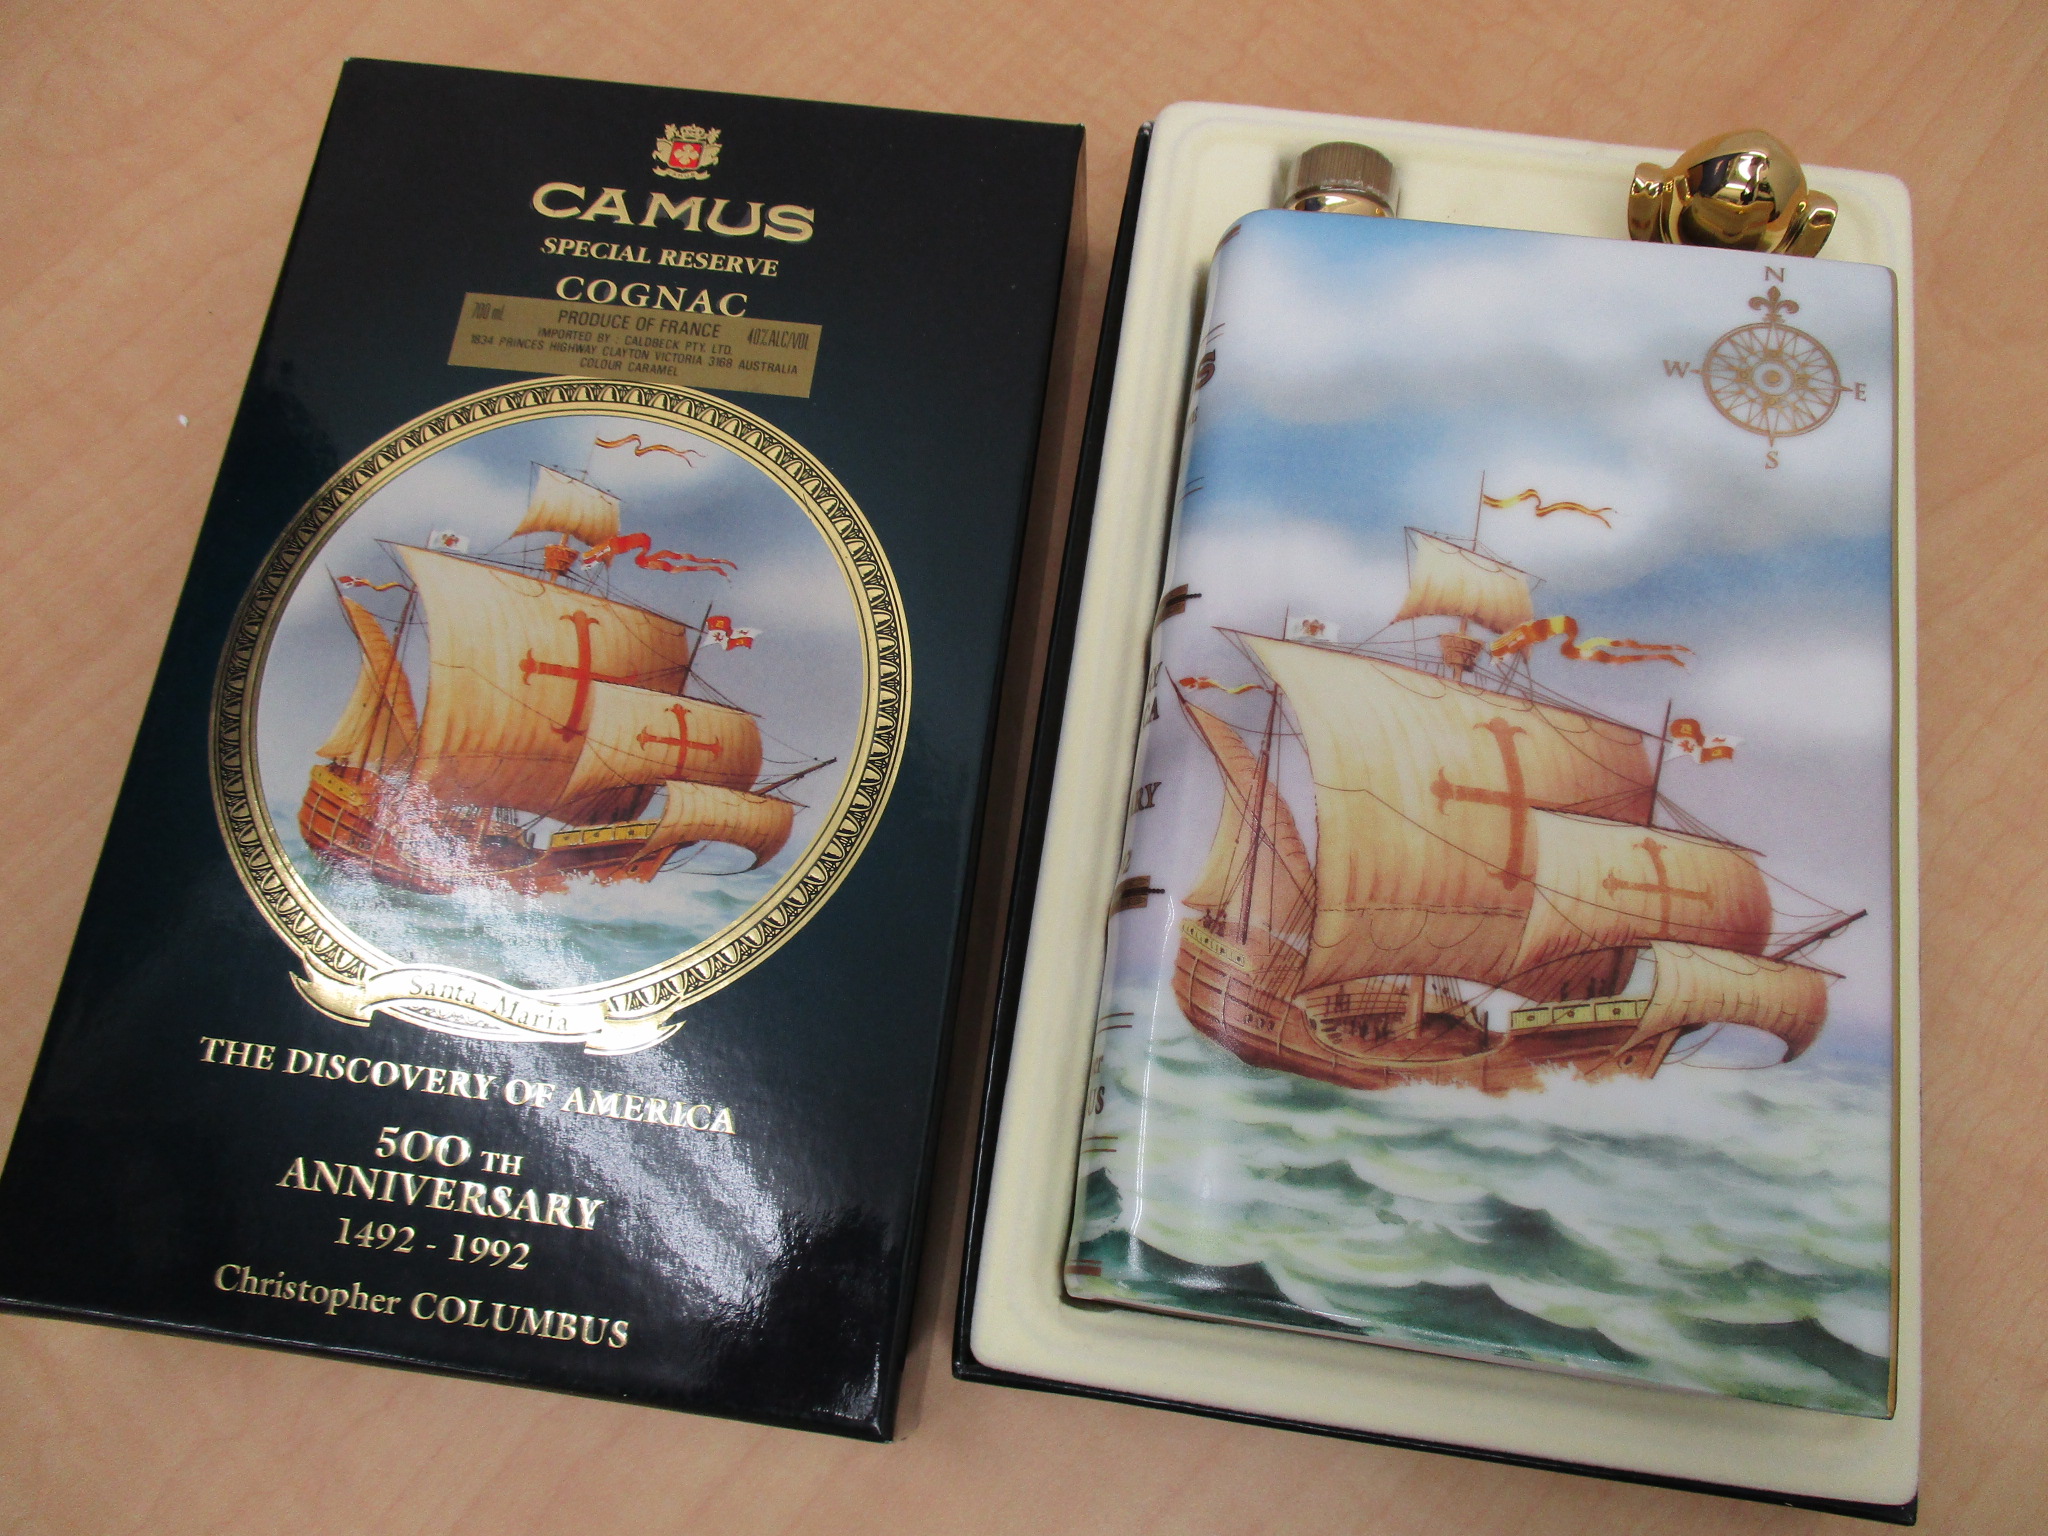 CAMUS
SPECIAL RESERVE
COGNAC
700 mL PRODUCE OF FRANCE 40% ALC/VOL
IMPORTED BY : CALDBECK PTY. LTD.
1834 PRINCES HIGHWAY CLAYTON VICTORIA 3168 AUSTRALIA
COLOUR CARAMEL
Santa-Maria
THE DISCOVERY OF AMERICA
500 TH
ANNIVERSARY
1492 - 1992
Christopher COLUMBUS
N
W E
S